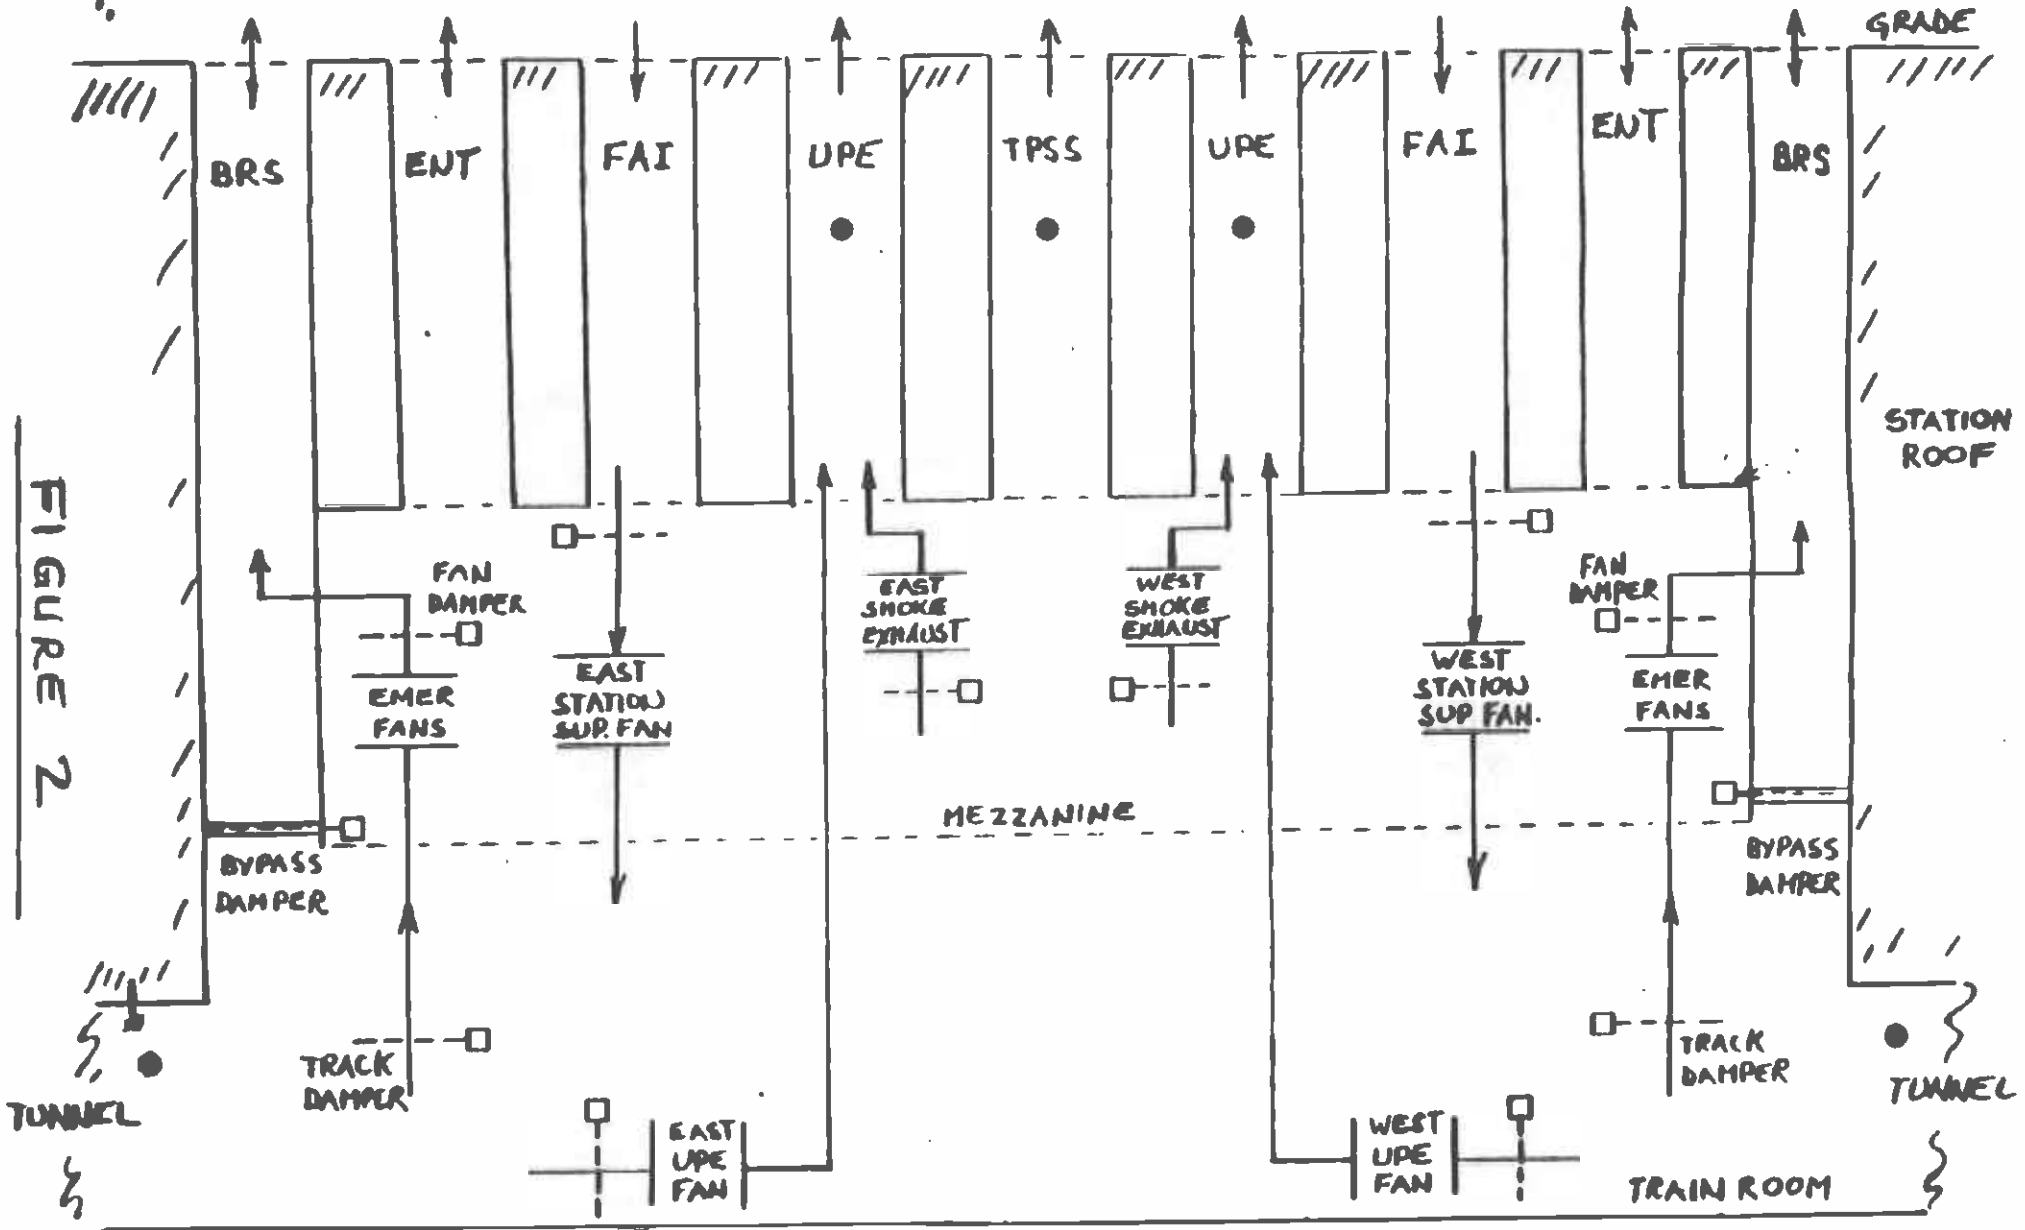 GRADE
BRS
ENT
FAI
UPE
TPSS
UPE
FAI
ENT
BRS
STATION
ROOF
FIGURE 2
FAN
DAMPER
EMER
FANS
EAST
STATION
SUP. FAN
EAST
SMOKE
EXHAUST
WEST
SMOKE
EXHAUST
WEST
STATION
SUP FAN.
FAN
DAMPER
EMER
FANS
MEZZANINE
BYPASS
DAMPER
BYPASS
DAMPER
TRACK
DAMPER
TRACK
DAMPER
TUNNEL
TUNNEL
EAST
UPE
FAN
WEST
UPE
FAN
TRAIN ROOM